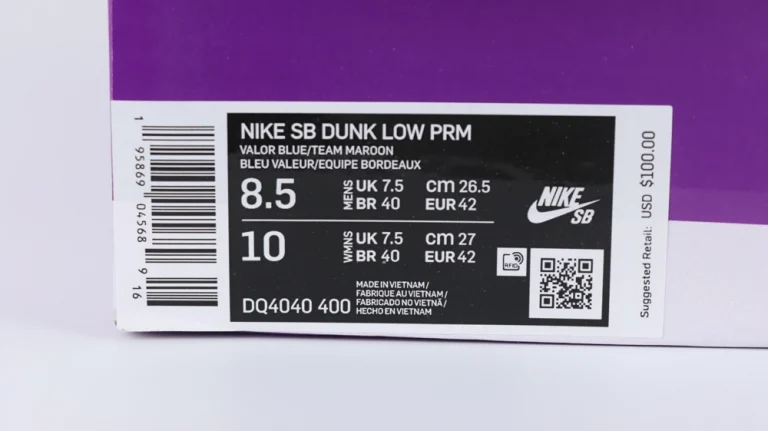 NIKE SB DUNK LOW PRM
VALOR BLUE/TEAM MAROON
BLEU VALEUR/EQUIPE BORDEAUX
8.5 MENS UK 7.5 CM 26.5
BR 40 EUR 42
10 WMNS UK 7.5 CM 27
BR 40 EUR 42
NIKE
SB
RFID
DQ4040 400
MADE IN VIETNAM/
FABRIQUE AU VIETNAM/
FABRICADO NO VIETNÃ/
HECHO EN VIETNAM
1 95869 04568 9 16
Suggested Retail: USD $100.00